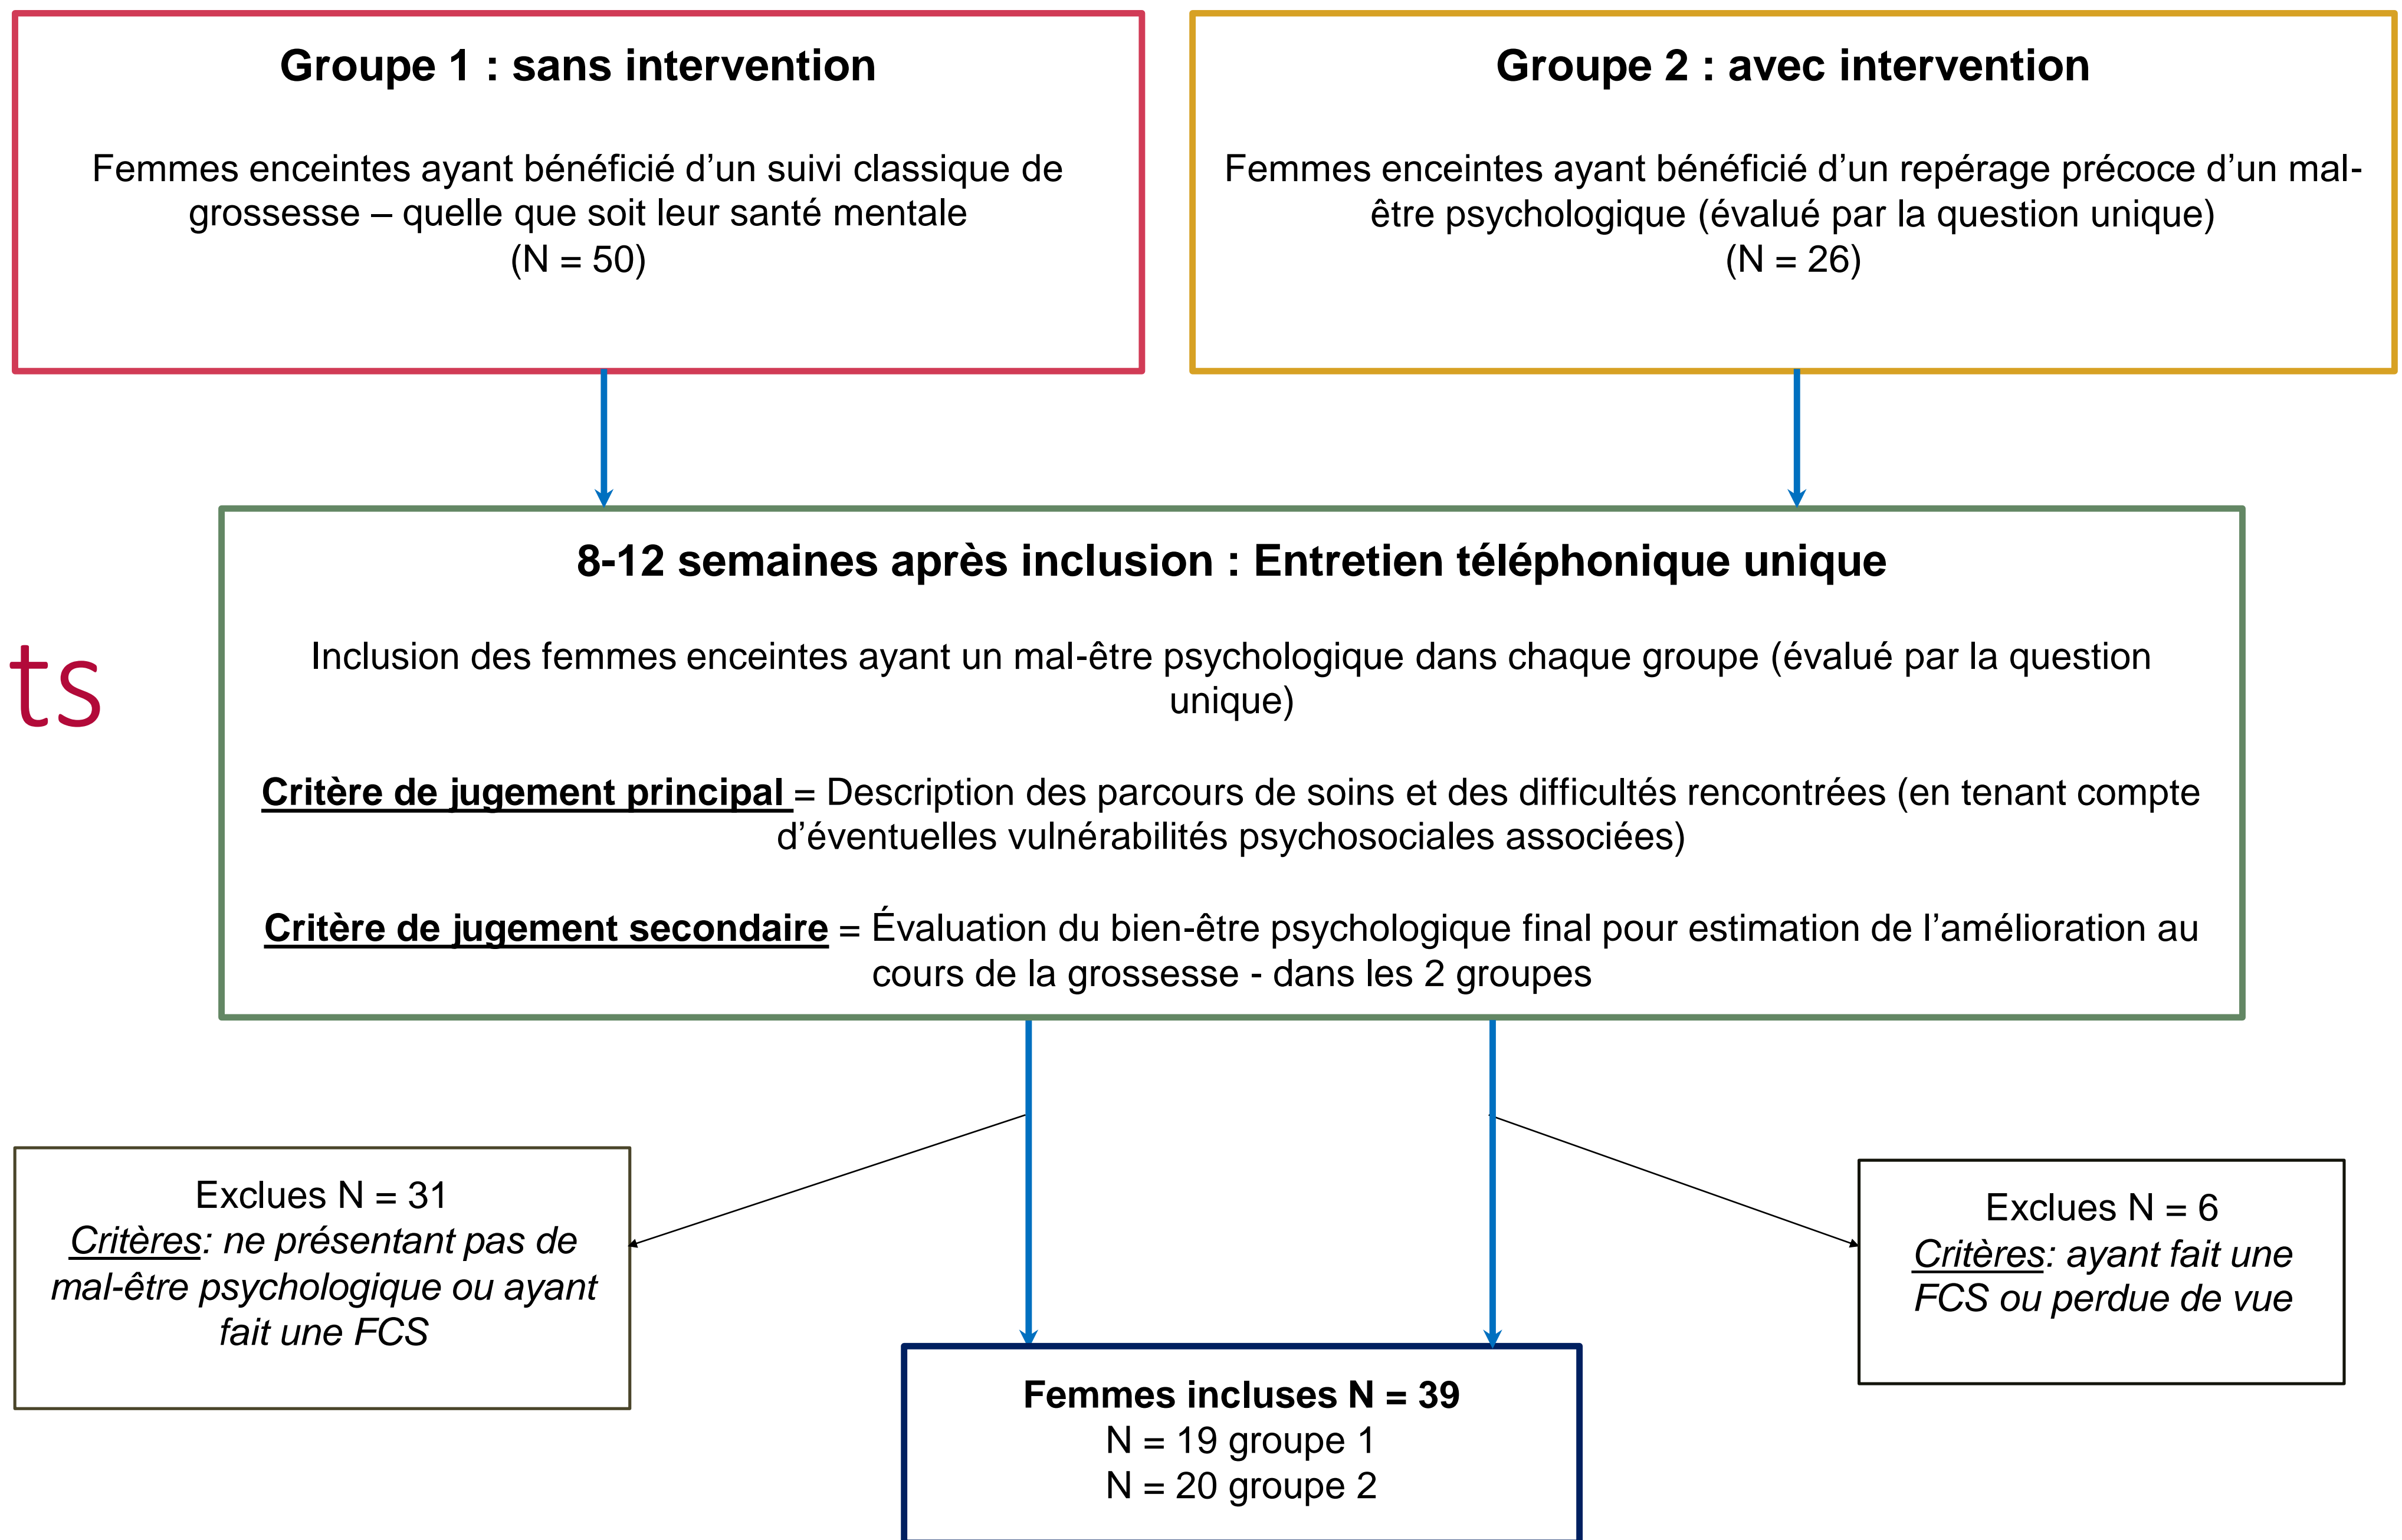 Groupe 1 : sans intervention
Femmes enceintes ayant bénéficié d’un suivi classique de
grossesse – quelle que soit leur santé mentale
(N = 50)
Groupe 2 : avec intervention
Femmes enceintes ayant bénéficié d’un repérage précoce d’un mal-
être psychologique (évalué par la question unique)
(N = 26)
8-12 semaines après inclusion : Entretien téléphonique unique
Inclusion des femmes enceintes ayant un mal-être psychologique dans chaque groupe (évalué par la question
unique)
ts
Critère de jugement principal = Description des parcours de soins et des difficultés rencontrées (en tenant compte
d’éventuelles vulnérabilités psychosociales associées)
Critère de jugement secondaire = Évaluation du bien-être psychologique final pour estimation de l’amélioration au
cours de la grossesse - dans les 2 groupes
Exclues N = 31
Critères: ne présentant pas de
mal-être psychologique ou ayant
fait une FCS
Exclues N = 6
Critères: ayant fait une
FCS ou perdue de vue
Femmes incluses N = 39
N = 19 groupe 1
N = 20 groupe 2